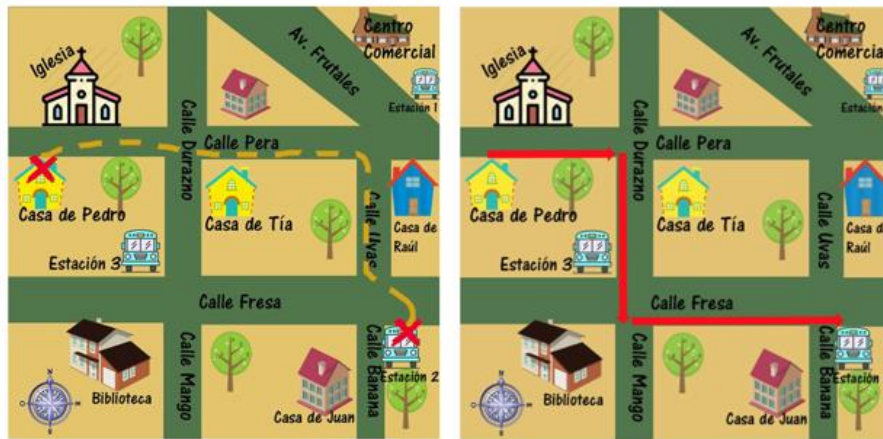 Iglesia
Centro
Comercial
Av. Frutales
Estación 1
Calle Durazno
Calle Pera
Casa de Pedro
Casa de Tía
Calle Uvas
Casa de
Raúl
Estación 3
Calle Fresa
Biblioteca
Calle Mango
Casa de Juan
Calle Banana
Estación 2
N
Iglesia
Centro
Comercial
Av. Frutales
Estación
Calle Durazno
Calle Pera
Casa de Pedro
Casa de Tía
Calle Uvas
Casa d
Raúl
Estación 3
Calle Fresa
Biblioteca
Calle Mango
Casa de Juan
Calle Banana
Estación
N